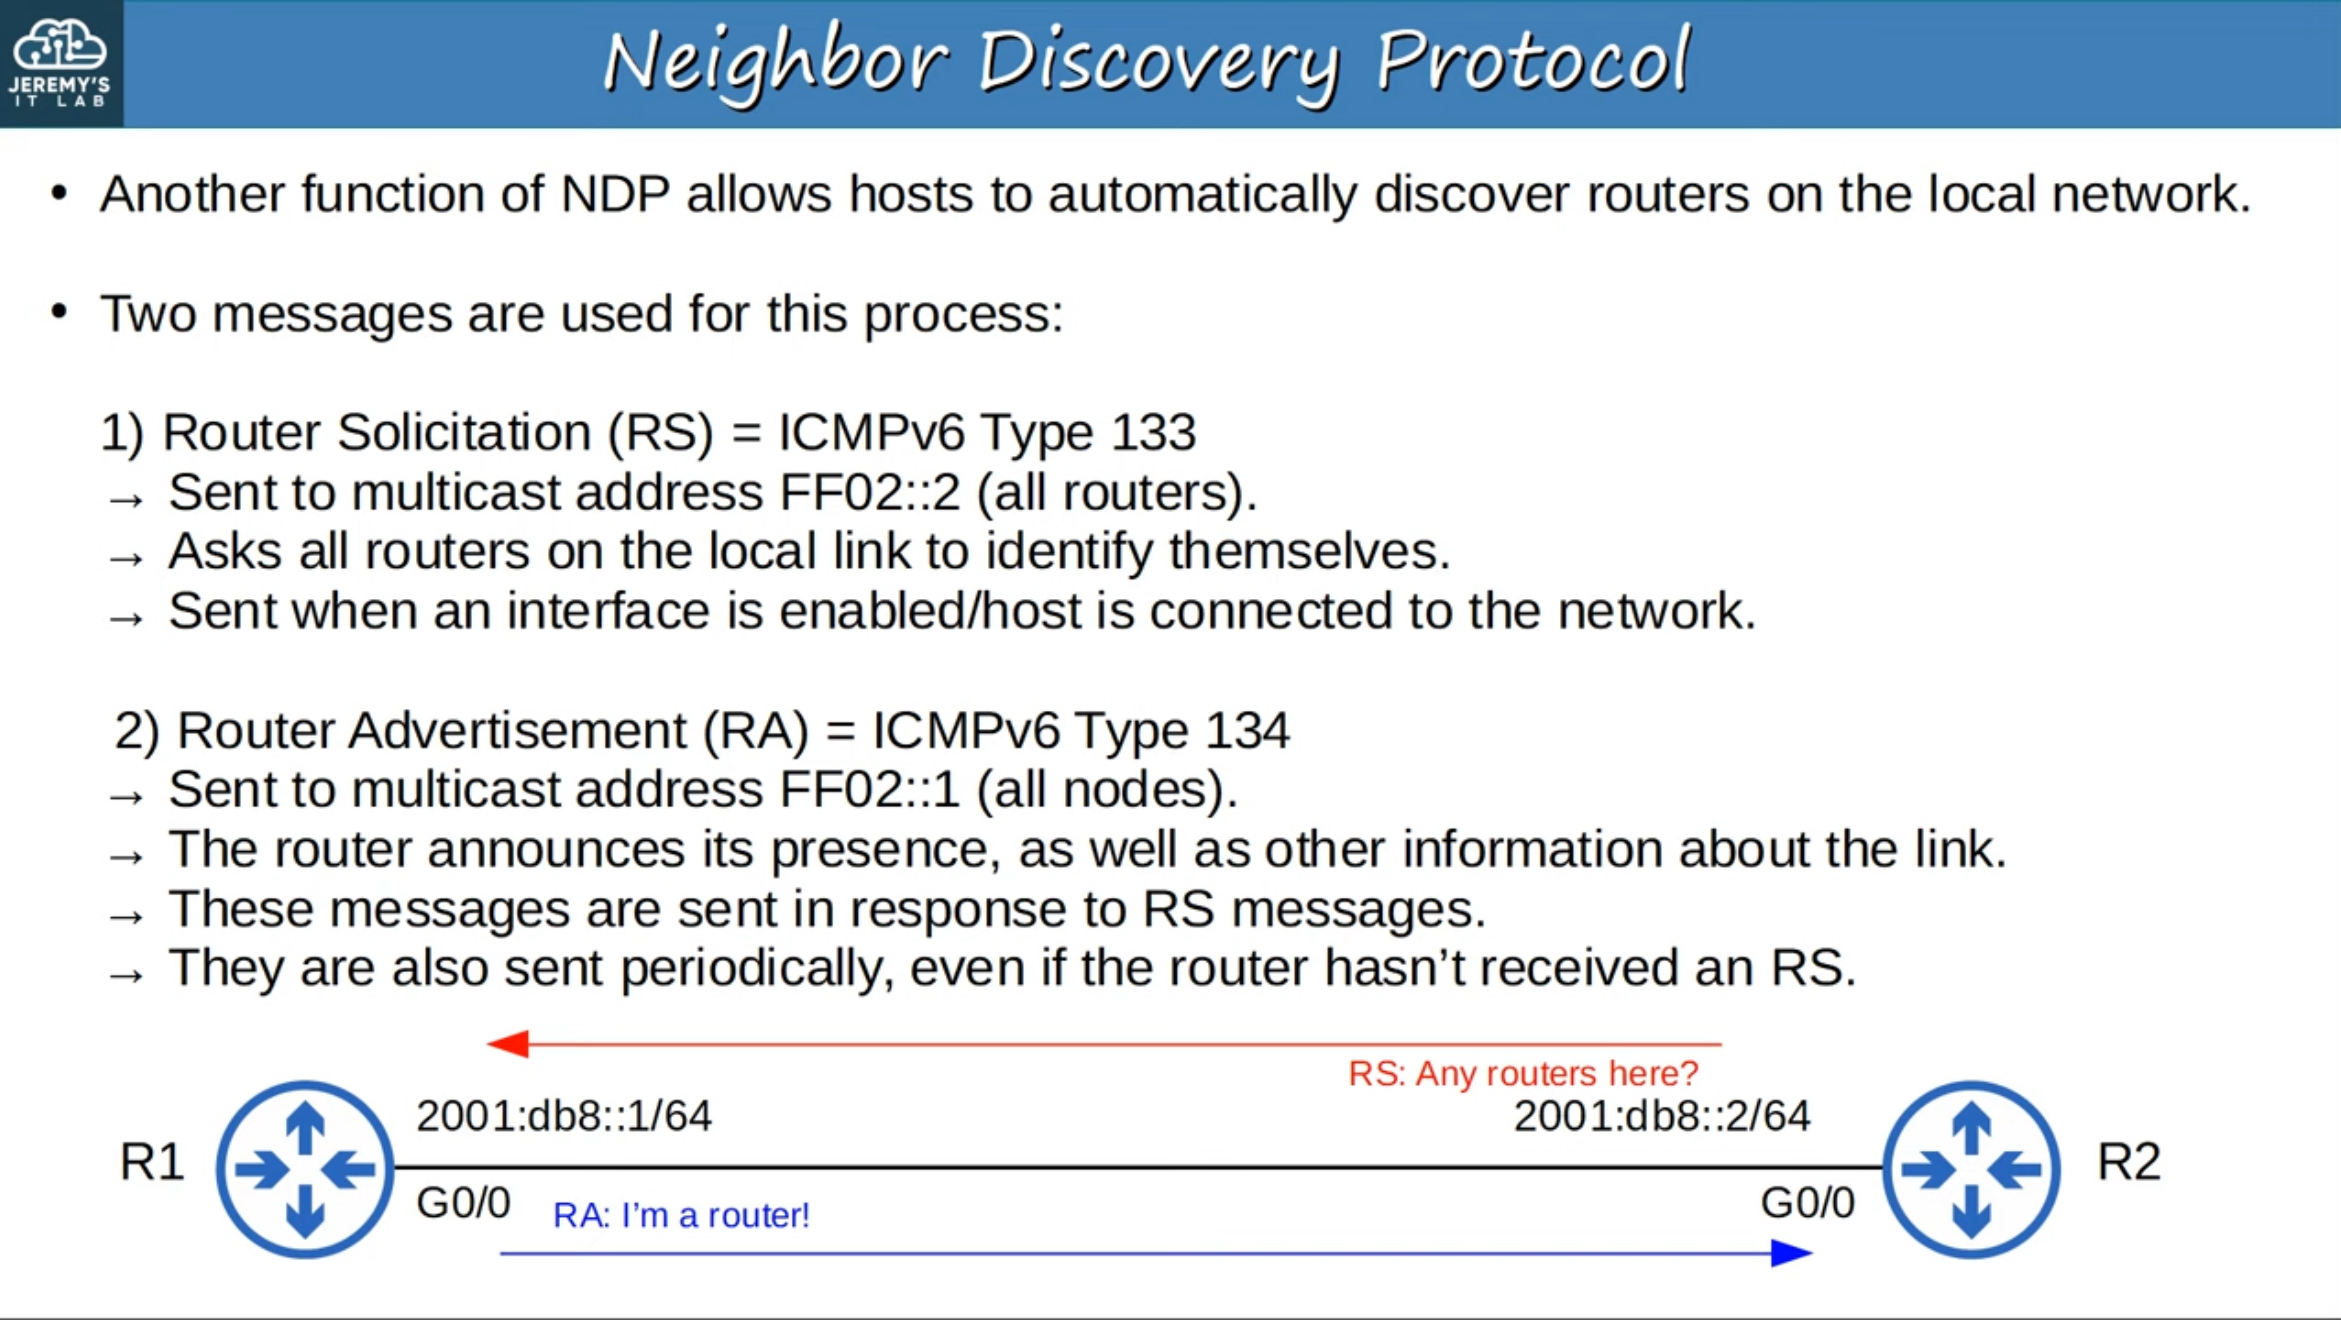 JEREMY'S
IT LAB
Neighbor Discovery Protocol
• Another function of NDP allows hosts to automatically discover routers on the local network.
• Two messages are used for this process:
1) Router Solicitation (RS) = ICMPv6 Type 133
→ Sent to multicast address FF02::2 (all routers).
→ Asks all routers on the local link to identify themselves.
→ Sent when an interface is enabled/host is connected to the network.
2) Router Advertisement (RA) = ICMPv6 Type 134
→ Sent to multicast address FF02::1 (all nodes).
→ The router announces its presence, as well as other information about the link.
→ These messages are sent in response to RS messages.
→ They are also sent periodically, even if the router hasn’t received an RS.
RS: Any routers here?
2001:db8::1/64
2001:db8::2/64
R1
R2
G0/0
G0/0
RA: I’m a router!